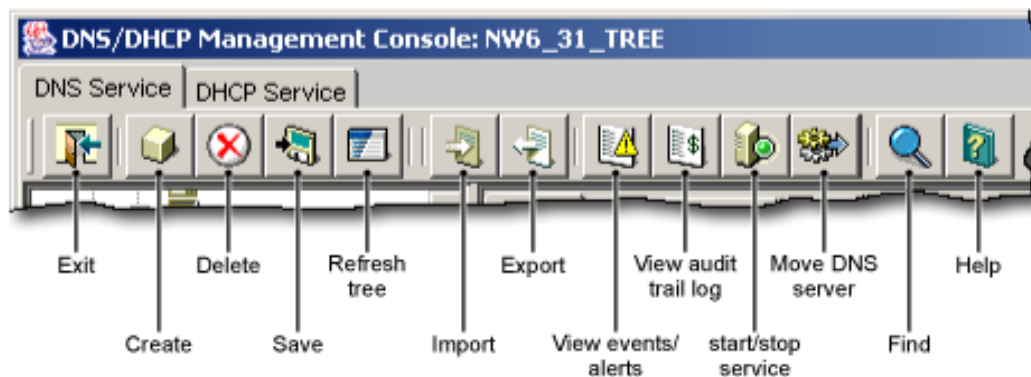 DNS/DHCP Management Console: NW6_31_TREE
DNS Service
DHCP Service
Exit
Delete
Refresh
tree
Export
View audit
trail log
Move DNS
server
Help
Create
Save
Import
View events/
alerts
start/stop
service
Find